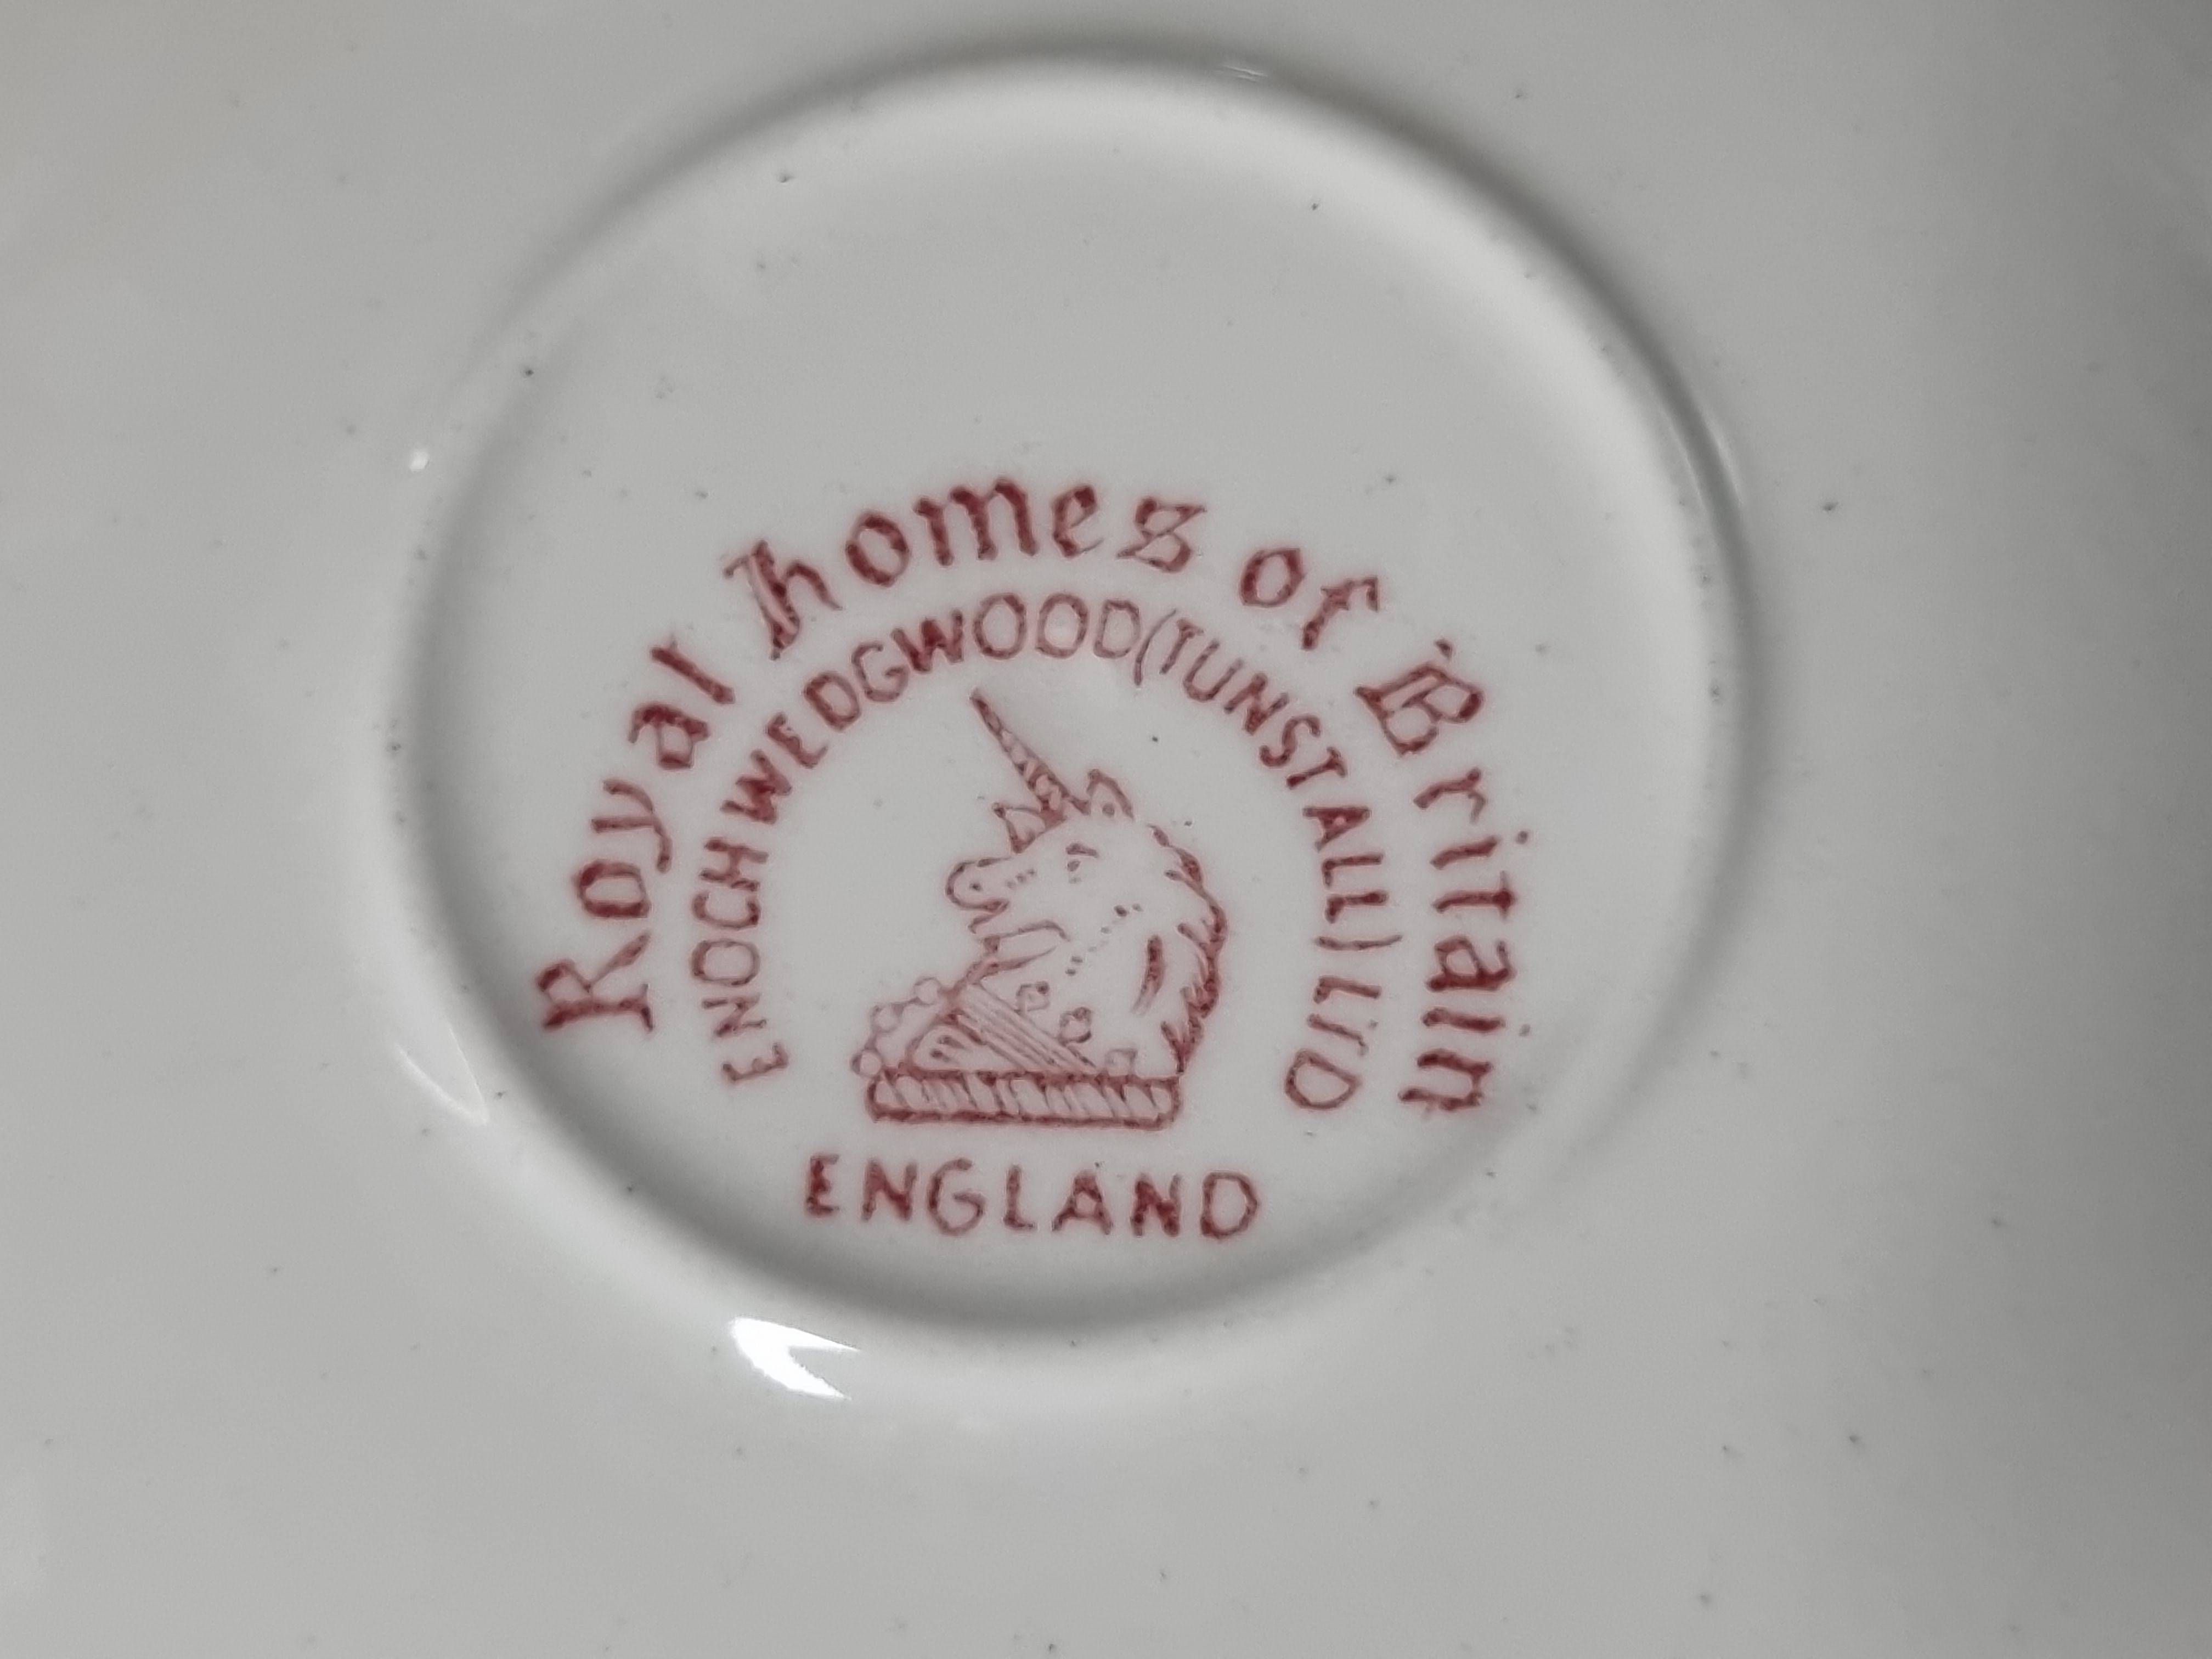 Royal homes of Britain
ENOCH WEDGWOOD (TUNSTALL) LTD
ENGLAND